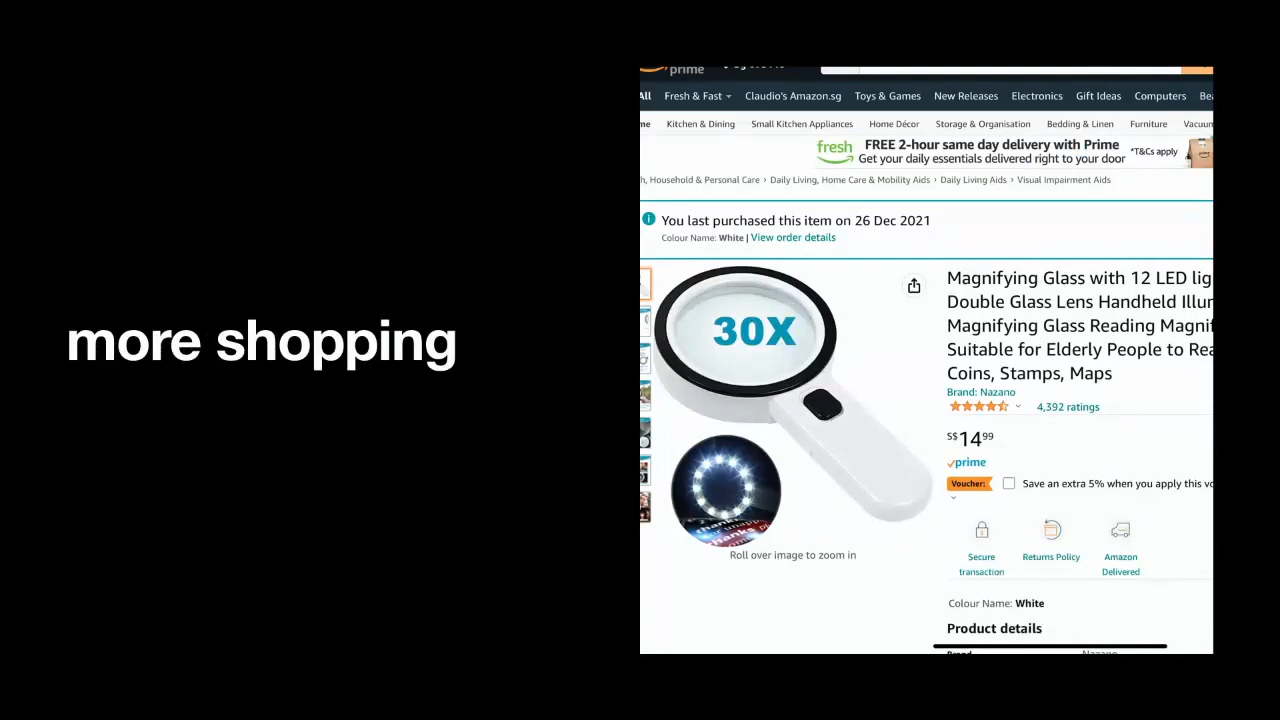 more shopping
prime
All Fresh & Fast Claudio's Amazon.sg Toys & Games New Releases Electronics Gift Ideas Computers
Kitchen & Dining Small Kitchen Appliances Home Décor Storage & Organisation Bedding & Linen Furniture
fresh FREE 2-hour same day delivery with Prime
Get your daily essentials delivered right to your door *T&Cs apply
Household & Personal Care › Daily Living, Home Care & Mobility Aids › Daily Living Aids › Visual Impairment Aids
You last purchased this item on 26 Dec 2021
Colour Name: White | View order details
30X
Roll over image to zoom in
Magnifying Glass with 12 LED lig
Double Glass Lens Handheld Illu
Magnifying Glass Reading Magni
Suitable for Elderly People to Rea
Coins, Stamps, Maps
Brand: Nazano
4,392 ratings
S$14.99
prime
Voucher: Save an extra 5% when you apply this vo
Secure transaction
Returns Policy
Amazon Delivered
Colour Name: White
Product details
Brand Nazano